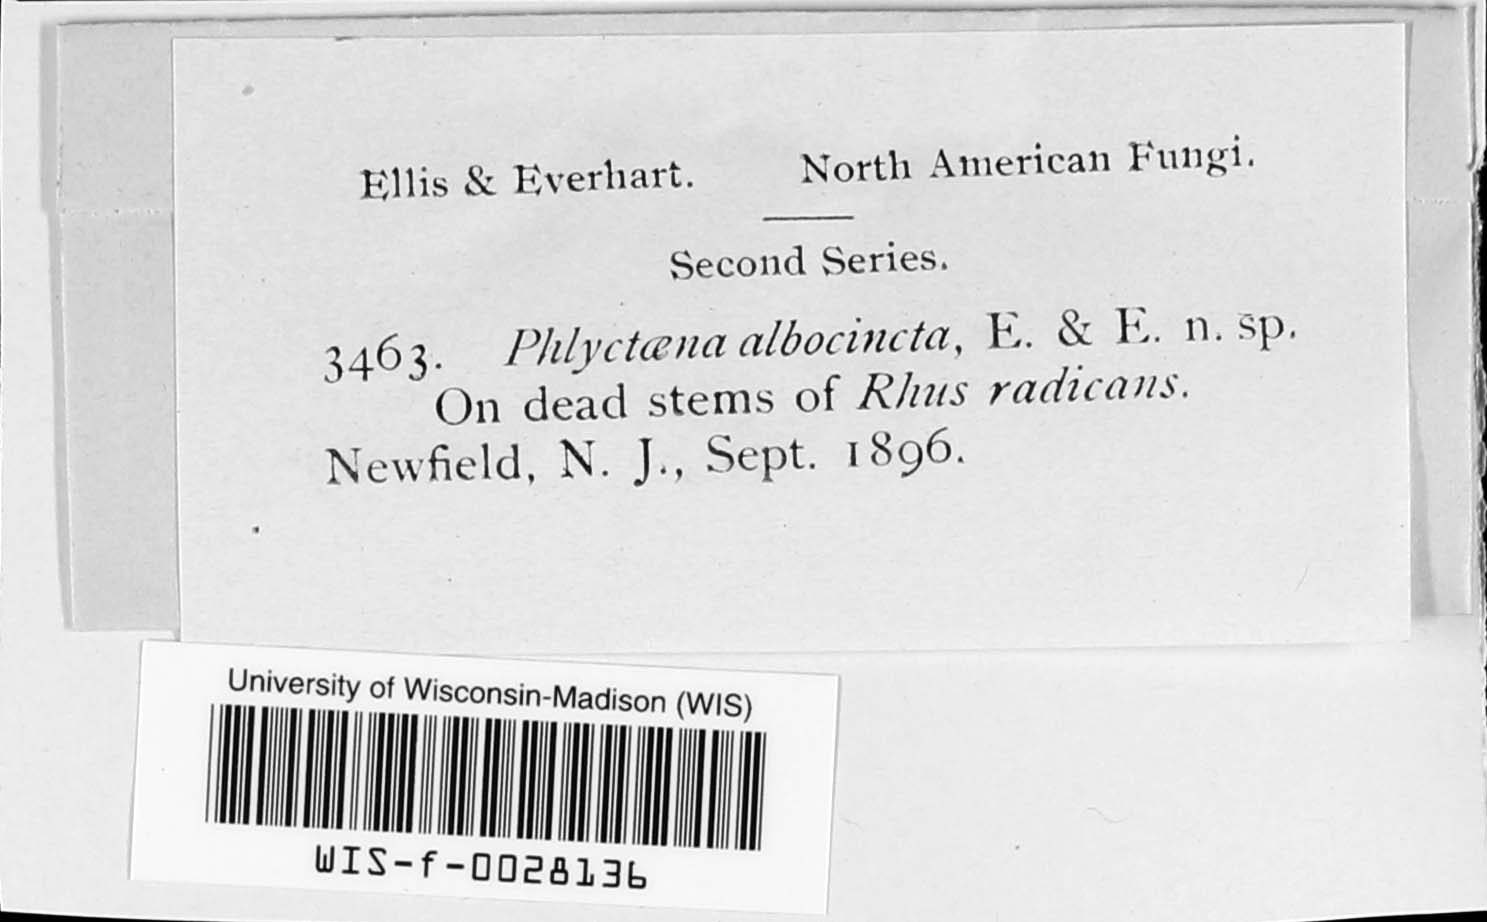 Ellis & Everhart. North American Fungi.
Second Series.
3463. Phlyctæna albocincta, E. & E. n. sp.
On dead stems of Rhus radicans.
Newfield, N. J., Sept. 1896.
University of Wisconsin-Madison (WIS)
WIS-f-0028136